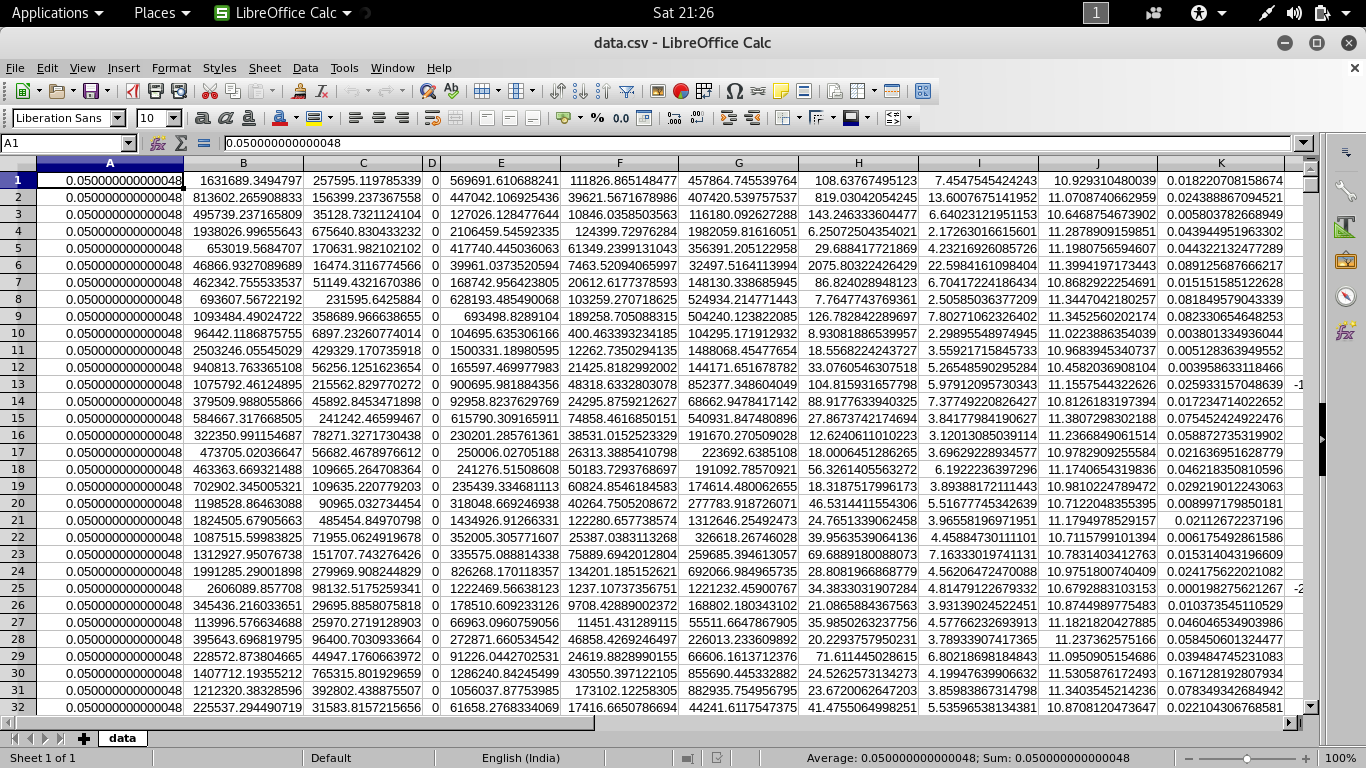 Applications Places LibreOffice Calc Sat 21:26 1
data.csv - LibreOffice Calc
File Edit View Insert Format Styles Sheet Data Tools Window Help
Liberation Sans 10
A1 0.050000000000048
A B C D E F G H I J K
1 0.050000000000048 1631689.3494797 257595.119785339 0 569691.610688241 111826.865148477 457864.745539764 108.63767495123 7.4547545424243 10.929310480039 0.018220708158674
2 0.050000000000048 813602.265908833 156399.237367558 0 447042.106925436 39621.5671678986 407420.539757537 819.03042054245 13.6007675141952 11.0708740662959 0.024388867094521
3 0.050000000000048 495739.237165809 35128.7321124104 0 127026.128477644 10846.0358503563 116180.092627288 143.246333604477 6.64023121951153 10.6468754673902 0.005803782668949
4 0.050000000000048 1938026.99655643 675640.830433232 0 2106459.54592335 124399.72976284 1982059.81616051 6.25072504354021 2.17263016615601 11.2878909159851 0.043944951963302
5 0.050000000000048 653019.5684707 170631.982102102 0 417740.445036063 61349.2399131043 356391.205122958 29.688417721869 4.23216926085726 11.1980756594607 0.044322132477289
6 0.050000000000048 46866.9327089689 16474.3116774566 0 39961.0373520594 7463.52094063997 32497.5164113994 2075.80322426429 22.5984161098404 11.3994197173443 0.089125687666217
7 0.050000000000048 462342.755533537 51149.4321670386 0 168742.956423805 20612.6177378593 148130.338685945 86.824028948123 6.70417224186434 10.8682922254691 0.015151585122628
8 0.050000000000048 693607.56722192 231595.6425884 0 628193.485490068 103259.270718625 524934.214771443 7.7647743769361 2.50585036377209 11.3447042180257 0.081849579043339
9 0.050000000000048 1093484.49024722 358689.966638655 0 693498.8289104 189258.705088315 504240.123822085 126.782842289697 7.80271062326402 11.3452560202174 0.082330654648253
10 0.050000000000048 96442.1186875755 6897.23260774014 0 104695.635306166 400.463393234185 104295.171912932 8.93081886539957 2.29895548974945 11.0223886354039 0.003801334936044
11 0.050000000000048 2503246.05545029 429329.170735918 0 1500331.18980595 12262.7350294135 1488068.45477654 18.5568224243727 3.55921715845733 10.9683945340737 0.005128363949552
12 0.050000000000048 940813.763365108 56256.1251623654 0 165597.469977983 21425.8182992002 144171.651678782 33.0760546307518 5.26548590295284 10.4582036908104 0.003958633118466
13 0.050000000000048 1075792.46124895 215562.829770272 0 900695.981884356 48318.6332803078 852377.348604049 104.815931657798 5.97912095730343 11.1557544322626 0.025933157048639 -1
14 0.050000000000048 379509.988055866 45892.8453471898 0 92958.8237629769 24295.8759212627 68662.9478417142 88.9177633940325 7.37749220826427 10.8126183197394 0.017234714022652
15 0.050000000000048 584667.317668505 241242.46599467 0 615790.309165911 74858.4616850151 540931.847480896 27.8673742174694 3.84177984190627 11.3807298302188 0.075452424922476
16 0.050000000000048 322350.991154687 78271.3271730438 0 230201.285761361 38531.0152523329 191670.270509028 12.6240611010223 3.12013085039114 11.2366849061514 0.058872735319902
17 0.050000000000048 473705.02036647 56682.4678976612 0 250006.02705188 26313.3885410798 223692.6385108 18.0006451286265 3.69629228934577 10.9782909255584 0.021636951628779
18 0.050000000000048 463363.669321488 109665.264708364 0 241276.51508608 50183.7293768697 191092.78570921 56.3261405563272 6.1922236397296 11.1740654319836 0.046218350810596
19 0.050000000000048 702902.345005321 109635.220779203 0 235439.334681113 60824.8546184583 174614.480062655 18.3187517996173 3.89388172111443 10.9810224789472 0.029219012243063
20 0.050000000000048 1198528.86463088 90965.032734454 0 318048.669246938 40264.7505208672 277783.918726071 46.5314411554306 5.51677745342639 10.7122048355395 0.008997179850181
21 0.050000000000048 1824505.67905663 485454.84970798 0 1434926.91266331 122280.657738574 1312646.25492473 24.7651339062458 3.96558196971951 11.1794978529157 0.02112672237196
22 0.050000000000048 1087515.59983825 71955.0624919678 0 352005.305771607 25387.0383113268 326618.26746028 39.9563539064136 4.45884730111101 10.7115799101394 0.006175492861586
23 0.050000000000048 1312927.95076738 151707.743276426 0 335575.088814338 75889.6942012804 259685.394613057 69.6889180088073 7.16333019741131 10.7831403412763 0.015314043196609
24 0.050000000000048 1991285.29001898 279969.908244829 0 826268.170118357 134201.185152621 692066.984965735 28.8081966868779 4.56206472470088 10.9751800740409 0.024175622021082
25 0.050000000000048 2606089.857708 98132.5175259341 0 1222469.56638123 1237.10737356751 1221232.45900767 34.3833031907284 4.81479122679332 10.6792883103153 0.000198275621267 -2
26 0.050000000000048 345436.216033651 29695.8858075818 0 178510.609233126 9708.42889002372 168802.180343102 21.0865884367563 3.93139024522451 10.8744989775483 0.010373545110529
27 0.050000000000048 113996.576634688 25970.2719128903 0 66963.0960759056 11451.431289115 55511.6647867905 35.9850263237756 4.57766232693913 11.1821820427885 0.046046534903986
28 0.050000000000048 395643.696819795 96400.7030933664 0 272871.660534542 46858.4269246497 226013.233609892 20.2293757950231 3.78933907417365 11.237362575166 0.058450601324477
29 0.050000000000048 228572.873804665 44947.1760663972 0 91226.0442702531 24619.8828990155 66606.1613712376 71.611445028615 6.80218698184843 11.0950905154686 0.039484745231083
30 0.050000000000048 1407712.19355212 765315.801929659 0 1286240.84245499 430550.397122105 855690.445332882 24.5262573134273 4.19947639906632 11.5305876172493 0.167128192807934
31 0.050000000000048 1212320.38328596 392802.438875507 0 1056037.87753985 173102.12258305 882935.754956795 23.6720062647203 3.85983867314798 11.3403545214236 0.078349342684942
32 0.050000000000048 225537.294490719 31583.8157215656 0 61658.2768334069 17416.6650786694 44241.6117547375 41.4755064998251 5.53596538134381 10.8708120473647 0.022104306768581
data
Sheet 1 of 1 Default English (India) Average: 0.050000000000048; Sum: 0.050000000000048 100%